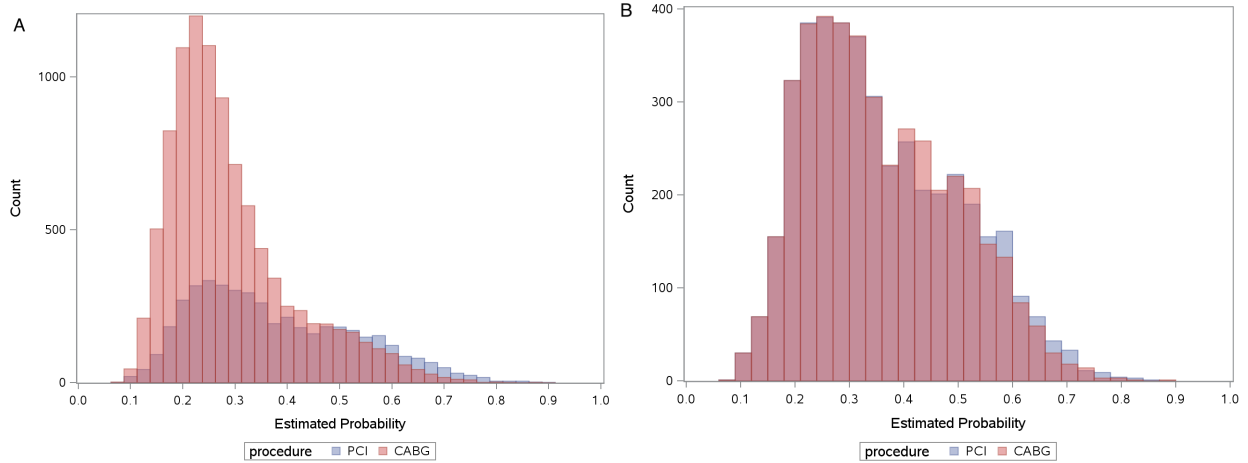 A
1000
500
0
Count
0.0 0.1 0.2 0.3 0.4 0.5 0.6 0.7 0.8 0.9 1.0
Estimated Probability
procedure PCI CABG
B
400
300
200
100
0
Count
0.0 0.1 0.2 0.3 0.4 0.5 0.6 0.7 0.8 0.9 1.0
Estimated Probability
procedure PCI CABG